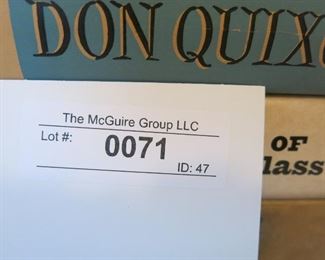 DON QUIX
The McGuire Group LLC
Lot #:
0071
ID: 47
OF
lass